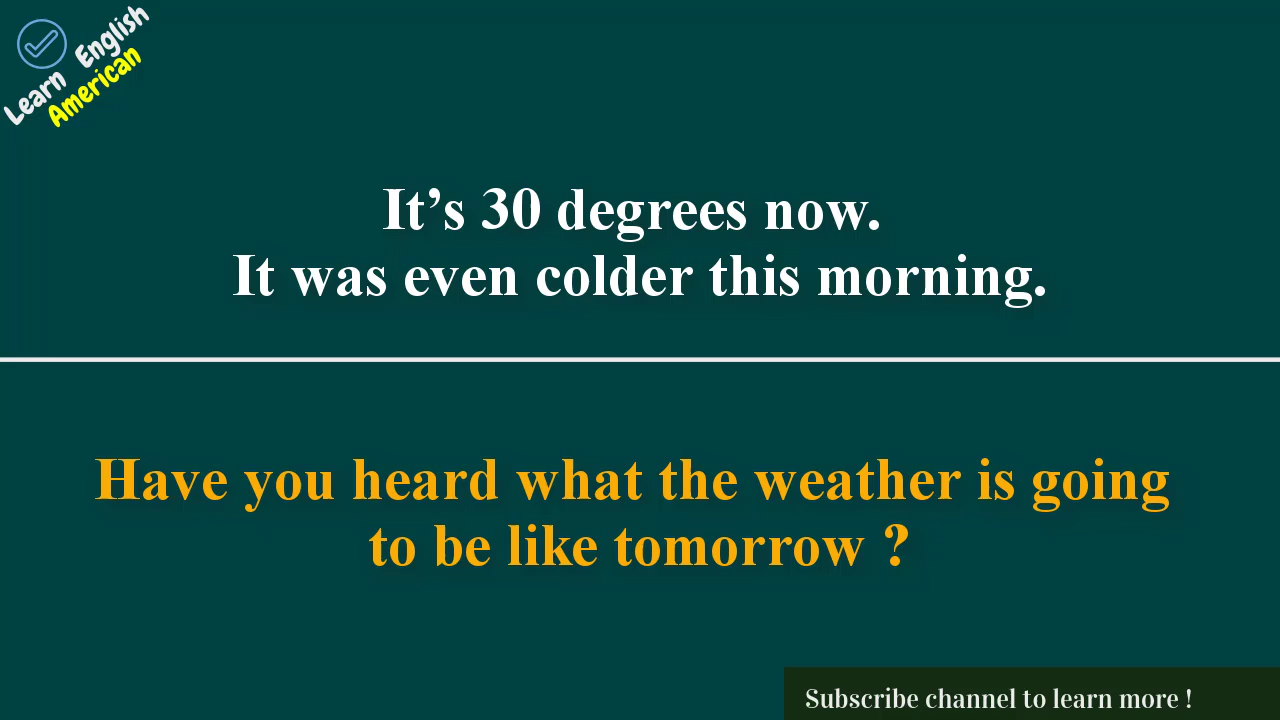 Learn English
American
It’s 30 degrees now.
It was even colder this morning.
Have you heard what the weather is going
to be like tomorrow ?
Subscribe channel to learn more !